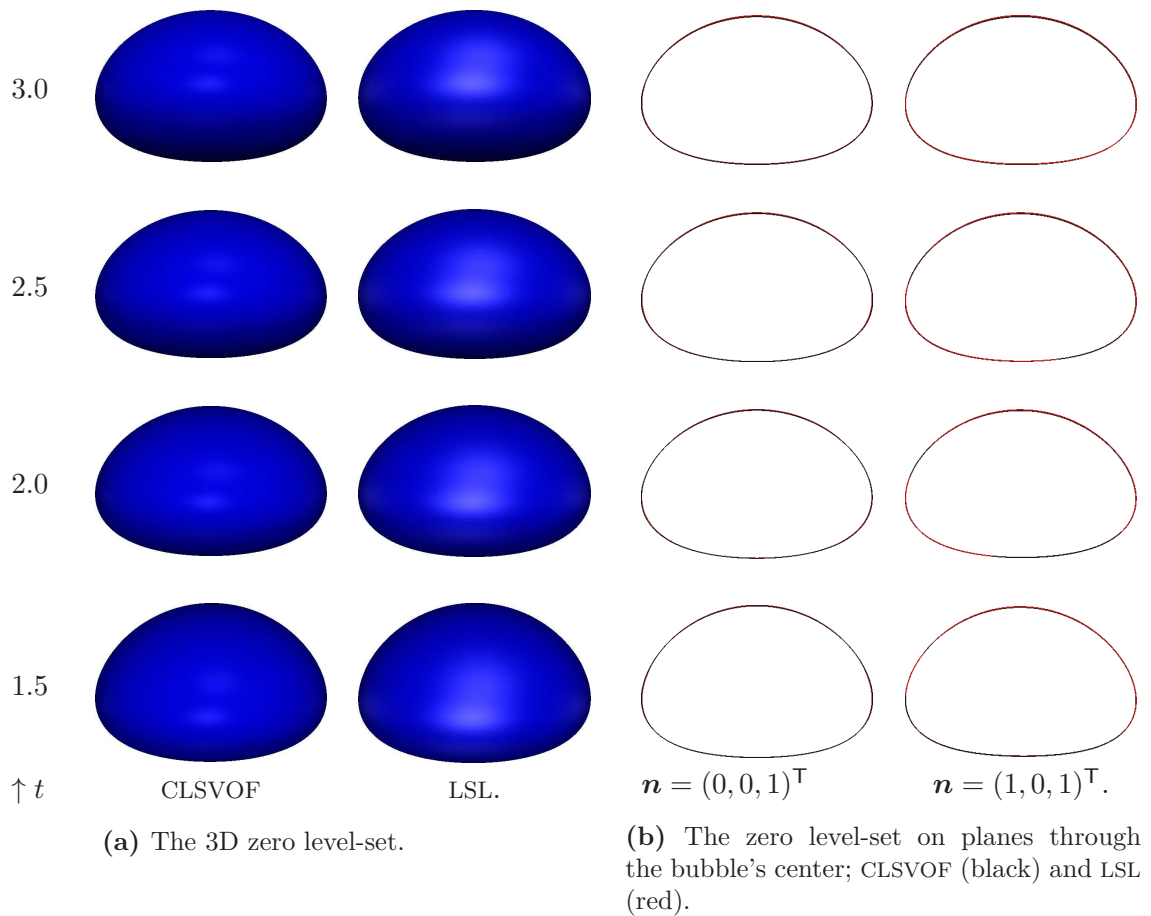 3.0
2.5
2.0
1.5
↑ t
CLSVOF
LSL.
n = (0, 0, 1)ᵀ
n = (1, 0, 1)ᵀ.
(a) The 3D zero level-set.
(b) The zero level-set on planes through
the bubble's center; CLSVOF (black) and LSL
(red).